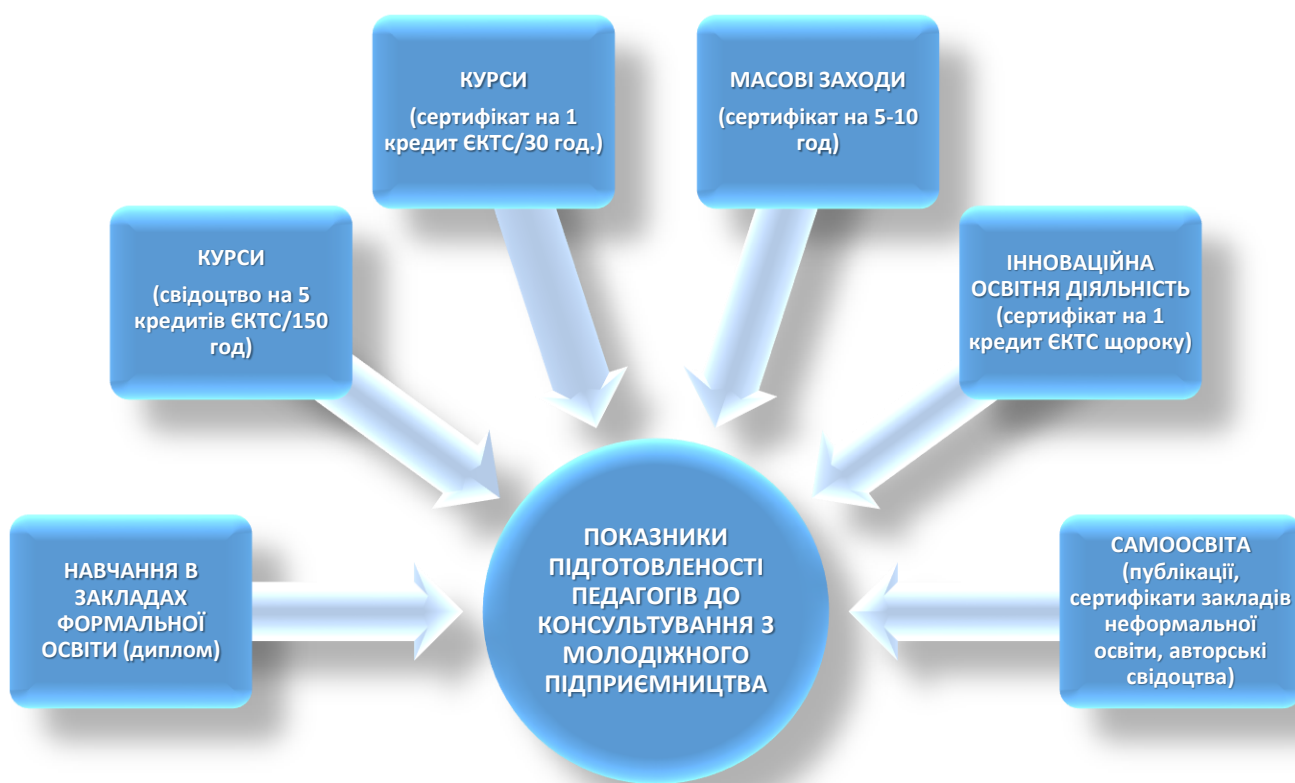 КУРСИ
(сертифікат на 1
кредит ЄКТС/30 год.)
МАСОВІ ЗАХОДИ
(сертифікат на 5-10
год)
КУРСИ
(свідоцтво на 5
кредитів ЄКТС/150
год)
ІННОВАЦІЙНА
ОСВІТНЯ ДІЯЛЬНІСТЬ
(сертифікат на 1
кредит ЄКТС щороку)
НАВЧАННЯ В
ЗАКЛАДАХ
ФОРМАЛЬНОЇ
ОСВІТИ (диплом)
ПОКАЗНИКИ
ПІДГОТОВЛЕНОСТІ
ПЕДАГОГІВ ДО
КОНСУЛЬТУВАННЯ З
МОЛОДІЖНОГО
ПІДПРИЄМНИЦТВА
САМООСВІТА
(публікації,
сертифікати закладів
неформальної
освіти, авторські
свідоцтва)